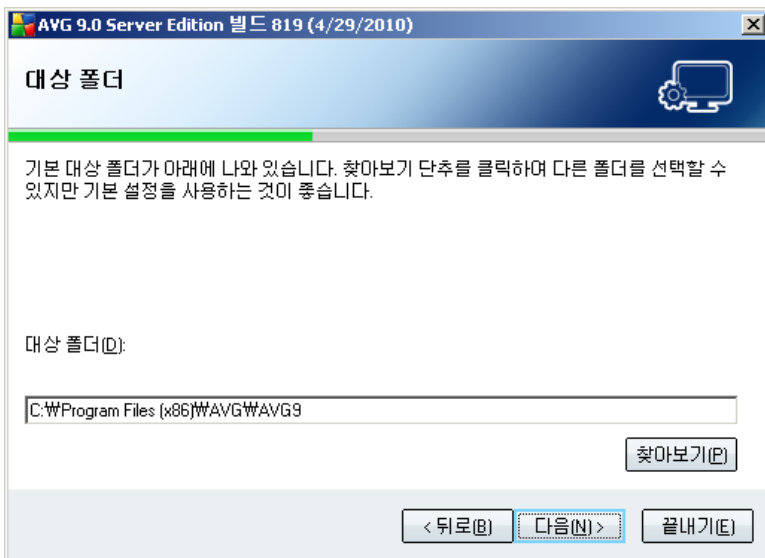 AVG 9.0 Server Edition 빌드 819 (4/29/2010)
대상 폴더
기본 대상 폴더가 아래에 나와 있습니다. 찾아보기 단추를 클릭하여 다른 폴더를 선택할 수
있지만 기본 설정을 사용하는 것이 좋습니다.
대상 폴더(D):
C:₩Program Files (x86)₩AVG₩AVG9
찾아보기(P)
< 뒤로(B) 다음(N) > 끝내기(E)